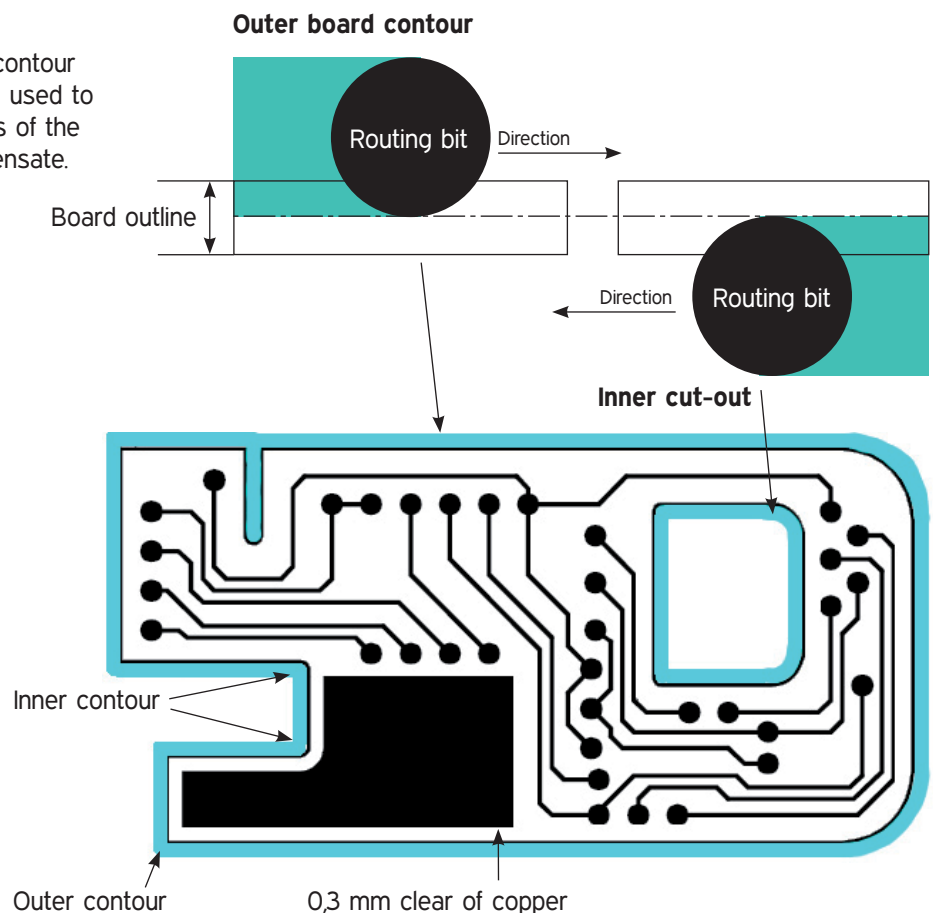 Outer board contour
contour
used to
s of the
ensate.
Routing bit
Direction
Board outline
Direction
Routing bit
Inner cut-out
Inner contour
Outer contour
0,3 mm clear of copper